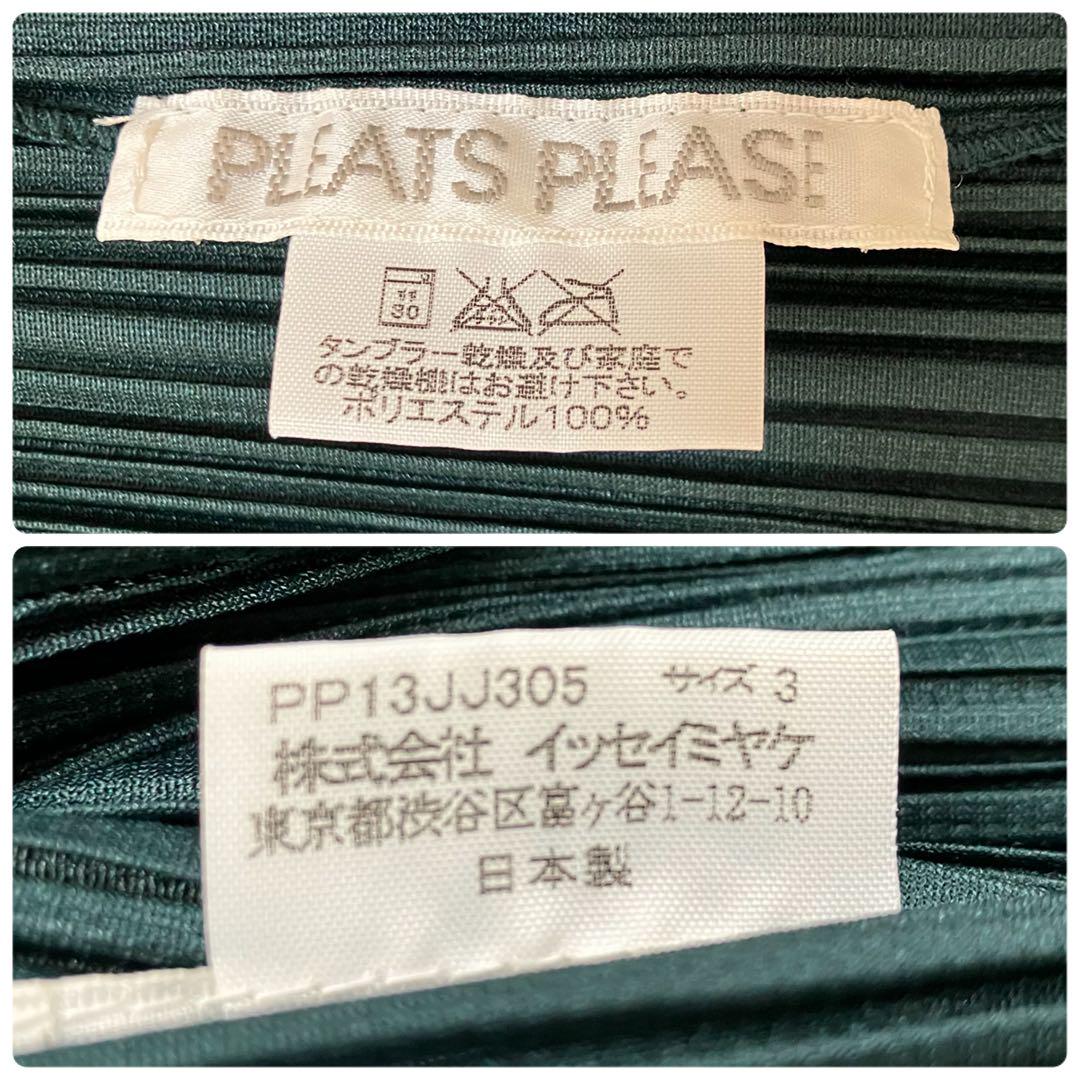 PLEATS PLEASE
30
タンブラー乾燥及び家庭で
の乾燥機はお避け下さい。
ポリエステル100%
PP13JJ305 サイズ 3
株式会社 イッセイミヤケ
東京都渋谷区富ヶ谷1-12-10
日本製